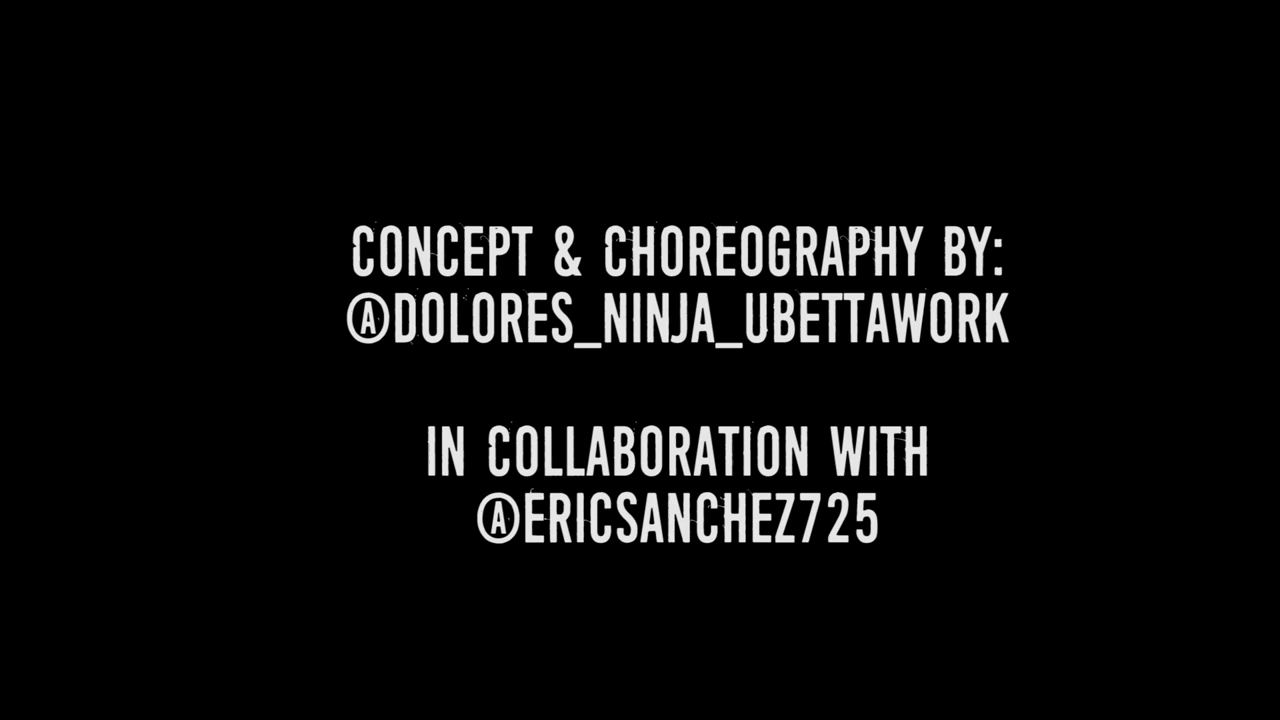 CONCEPT & CHOREOGRAPHY BY:
@DOLORES_NINJA_UBETTAWORK
IN COLLABORATION WITH
@ERICSANCHEZ725